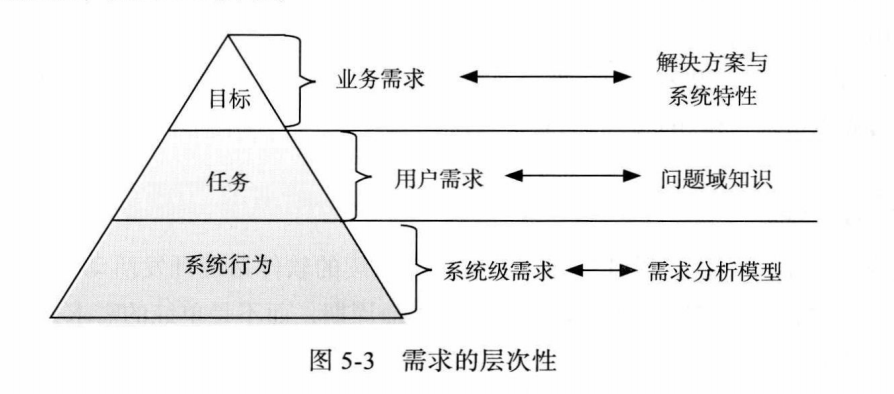 目标
业务需求
解决方案与
系统特性
任务
用户需求
问题域知识
系统行为
系统级需求
需求分析模型
图 5-3 需求的层次性